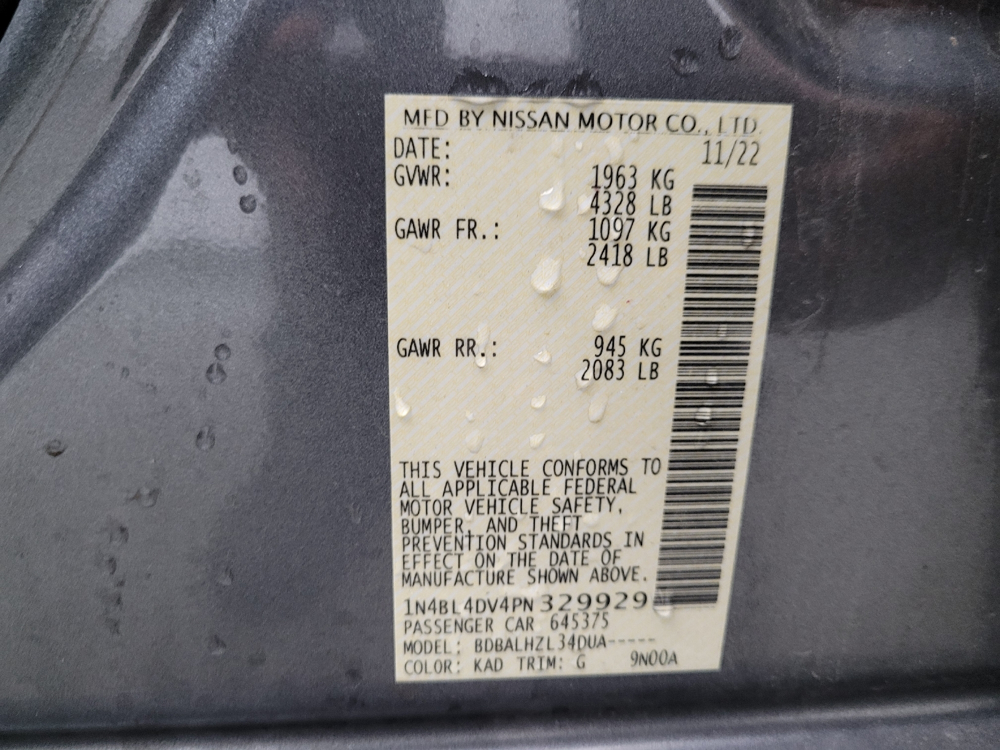 MFD BY NISSAN MOTOR CO., LTD.
DATE: 11/22
GVWR: 1963 KG
4328 LB
GAWR FR.: 1097 KG
2418 LB
GAWR RR.: 945 KG
2083 LB
THIS VEHICLE CONFORMS TO
ALL APPLICABLE FEDERAL
MOTOR VEHICLE SAFETY,
BUMPER, AND THEFT
PREVENTION STANDARDS IN
EFFECT ON THE DATE OF
MANUFACTURE SHOWN ABOVE.
1N4BL4DV4PN 329929
PASSENGER CAR 645375
MODEL: BDBALHZL34DUA-----
COLOR: KAD TRIM: G 9N00A